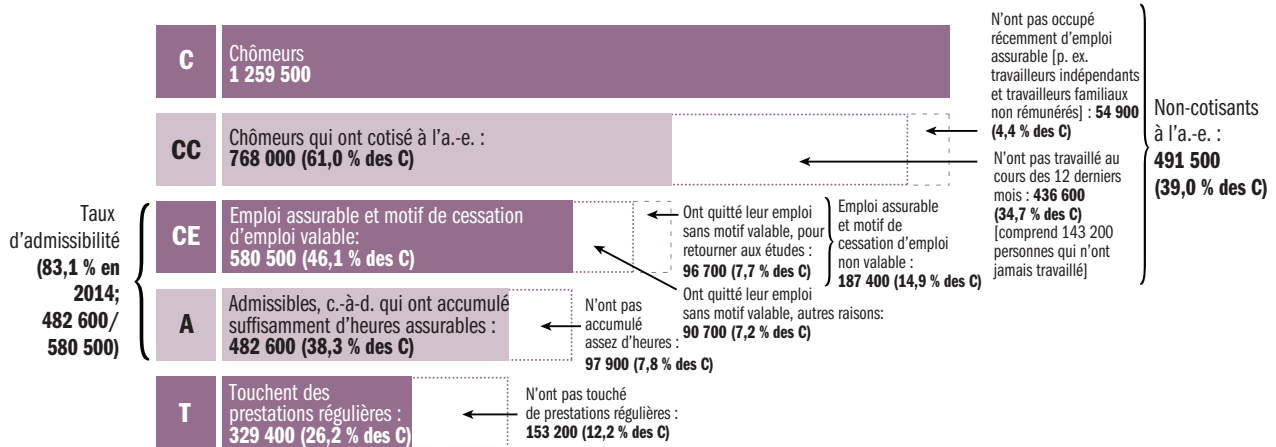 C
Chômeurs
1 259 500
N'ont pas occupé
récemment d'emploi
assurable [p. ex.
travailleurs indépendants
et travailleurs familiaux
non rémunérés] : 54 900
(4,4 % des C)
CC
Chômeurs qui ont cotisé à l'a.-e. :
768 000 (61,0 % des C)
N'ont pas travaillé au
cours des 12 derniers
mois : 436 600
(34,7 % des C)
[comprend 143 200
personnes qui n'ont
jamais travaillé]
Non-cotisants
à l'a.-e. :
491 500
(39,0 % des C)
Taux
d'admissibilité
(83,1 % en
2014;
482 600/
580 500)
CE
Emploi assurable et motif de cessation
d'emploi valable:
580 500 (46,1 % des C)
Ont quitté leur emploi
sans motif valable, pour
retourner aux études :
96 700 (7,7 % des C)
Ont quitté leur emploi
sans motif valable, autres raisons:
90 700 (7,2 % des C)
Emploi assurable
et motif de
cessation d'emploi
non valable :
187 400 (14,9 % des C)
A
Admissibles, c.-à-d. qui ont accumulé
suffisamment d'heures assurables :
482 600 (38,3 % des C)
N'ont pas
accumulé
assez d'heures :
97 900 (7,8 % des C)
T
Touchent des
prestations régulières :
329 400 (26,2 % des C)
N'ont pas touché
de prestations régulières :
153 200 (12,2 % des C)